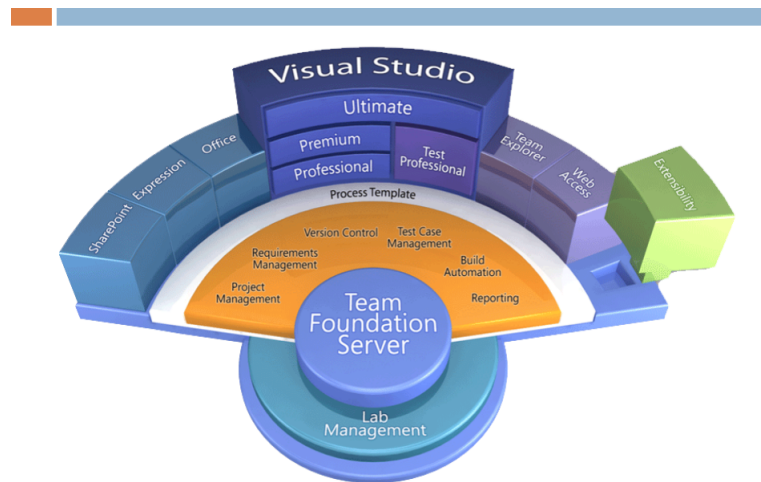 Visual Studio
Ultimate
Premium
Professional
Test
Professional
Office
Expression
SharePoint
Team
Explorer
Web
Access
Extensibility
Process Template
Version Control
Test Case
Management
Requirements
Management
Build
Automation
Project
Management
Reporting
Team
Foundation
Server
Lab
Management